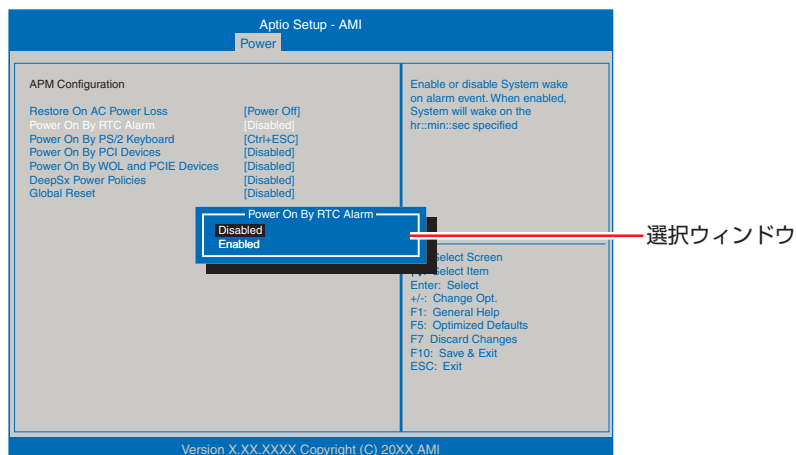 Aptio Setup - AMI
Power
APM Configuration
Restore On AC Power Loss [Power Off]
Power On By RTC Alarm [Disabled]
Power On By PS/2 Keyboard [Ctrl+ESC]
Power On By PCI Devices [Disabled]
Power On By WOL and PCIE Devices [Disabled]
DeepSx Power Policies [Disabled]
Global Reset [Disabled]
Enable or disable System wake
on alarm event. When enabled,
System will wake on the
hr::min::sec specified
Power On By RTC Alarm
Disabled
Enabled
選択ウィンドウ
Select Screen
Select Item
Enter: Select
+/-: Change Opt.
F1: General Help
F5: Optimized Defaults
F7 Discard Changes
F10: Save & Exit
ESC: Exit
Version X.XX.XXXX Copyright (C) 20XX AMI